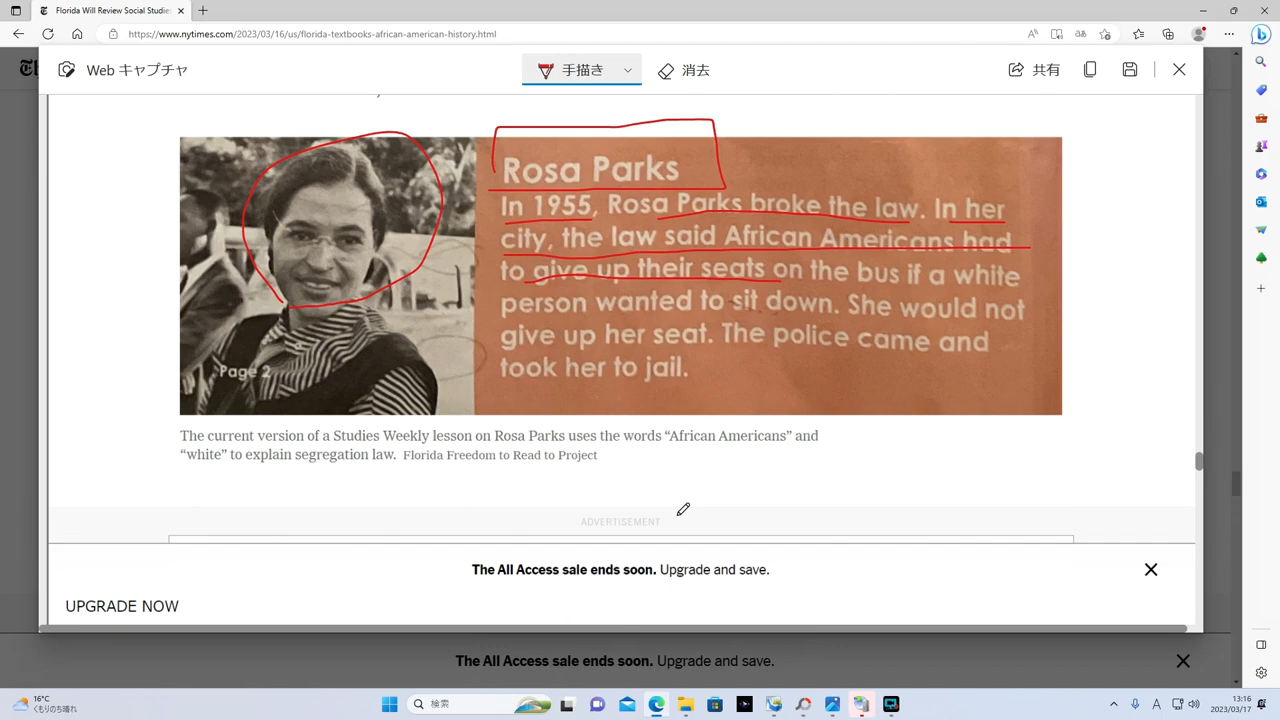 Florida Will Review Social Studies
https://www.nytimes.com/2023/03/16/us/florida-textbooks-african-american-history.html
Web キャプチャ
手描き
消去
共有
Rosa Parks
In 1955, Rosa Parks broke the law. In her
city, the law said African Americans had
to give up their seats on the bus if a white
person wanted to sit down. She would not
give up her seat. The police came and
took her to jail.
Page 2
The current version of a Studies Weekly lesson on Rosa Parks uses the words “African Americans” and
“white” to explain segregation law. Florida Freedom to Read to Project
ADVERTISEMENT
The All Access sale ends soon. Upgrade and save.
UPGRADE NOW
The All Access sale ends soon. Upgrade and save.
16°C
くもりのち晴れ
検索
A
13:16
2023/03/17